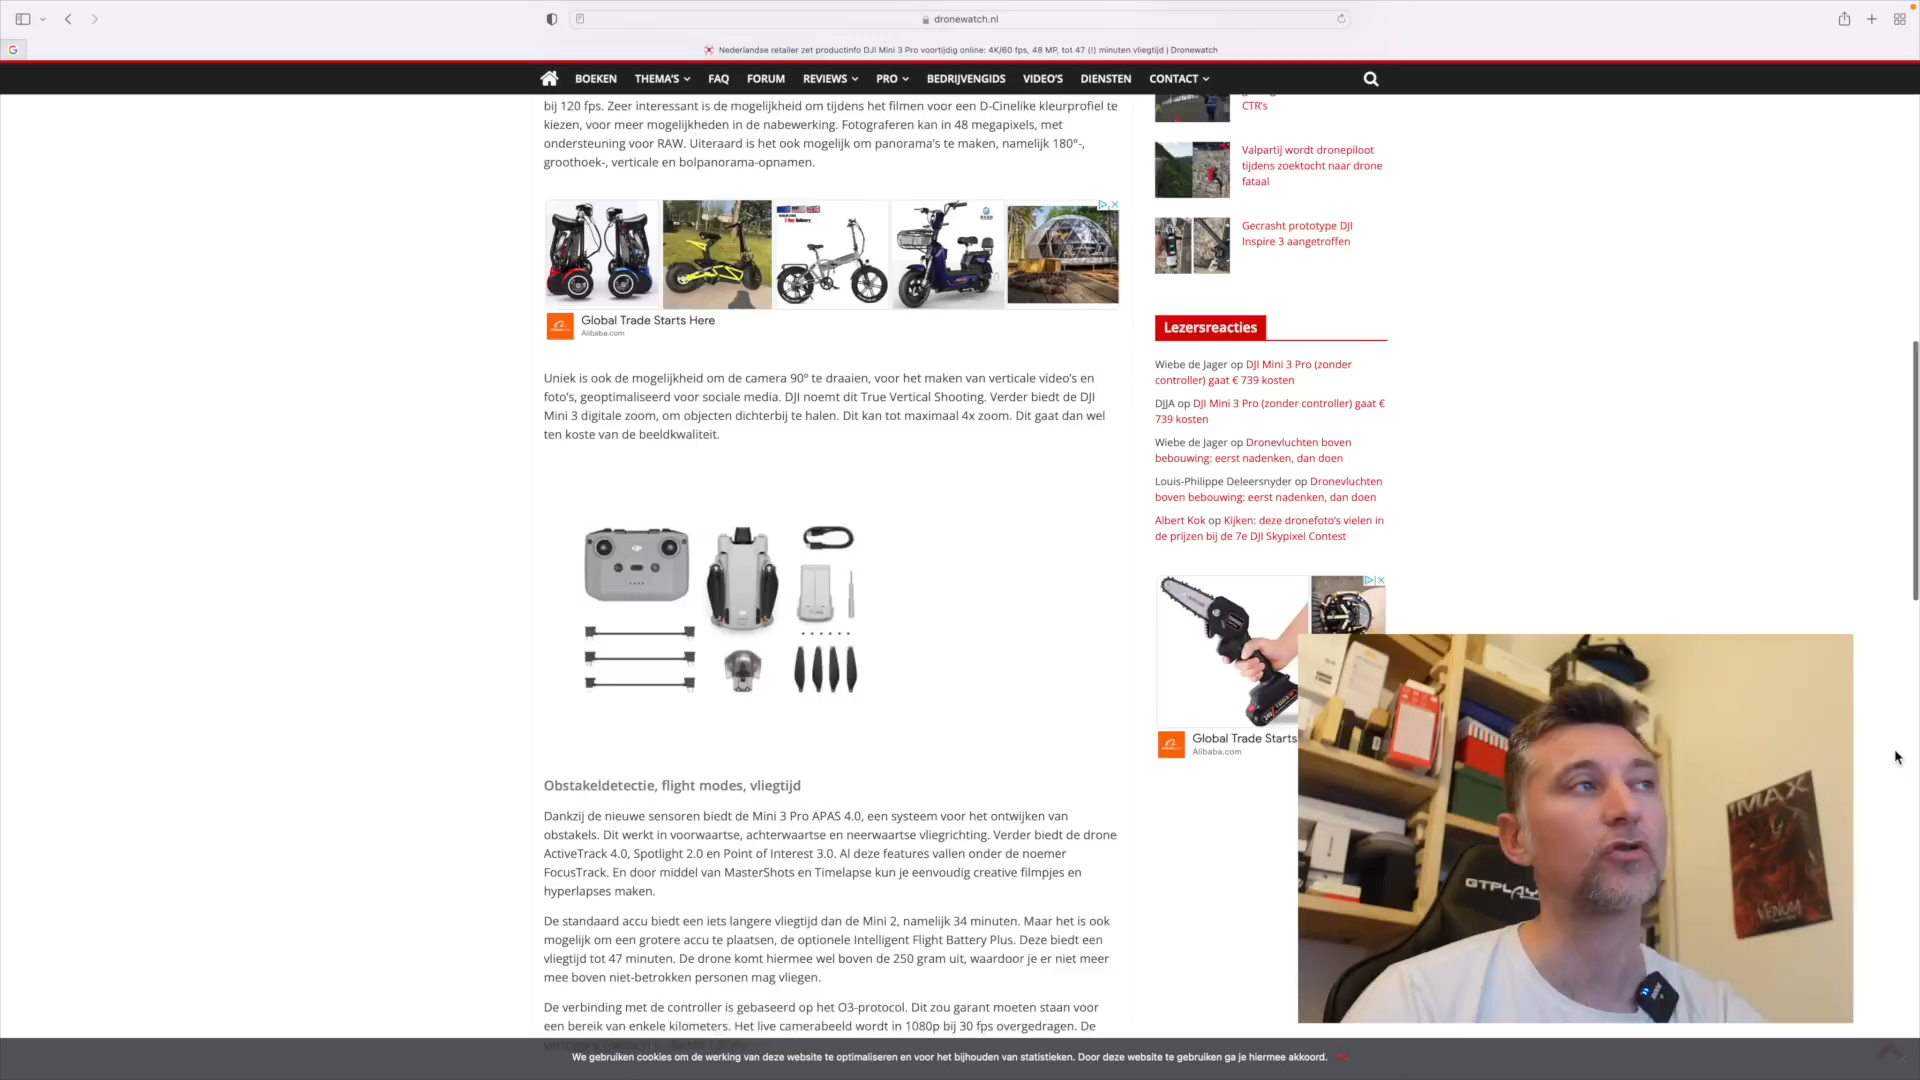 dronewatch.nl
Nederlandse retailer zet productinfo DJI Mini 3 Pro voortijdig online: 4K/60 fps, 48 MP, tot 47 (!) minuten vliegtijd | Dronewatch
BOEKEN THEMA'S FAQ FORUM REVIEWS PRO BEDRIJVENGIDS VIDEO'S DIENSTEN CONTACT
bij 120 fps. Zeer interessant is de mogelijkheid om tijdens het filmen voor een D-Cinelike kleurprofiel te
kiezen, voor meer mogelijkheden in de nabewerking. Fotograferen kan in 48 megapixels, met
ondersteuning voor RAW. Uiteraard is het ook mogelijk om panorama's te maken, namelijk 180°-,
groothoek-, verticale en bolpanorama-opnamen.
Global Trade Starts Here
Alibaba.com
Uniek is ook de mogelijkheid om de camera 90° te draaien, voor het maken van verticale video's en
foto's, geoptimaliseerd voor sociale media. DJI noemt dit True Vertical Shooting. Verder biedt de DJI
Mini 3 digitale zoom, om objecten dichterbij te halen. Dit kan tot maximaal 4x zoom. Dit gaat dan wel
ten koste van de beeldkwaliteit.
Obstakeldetectie, flight modes, vliegtijd
Dankzij de nieuwe sensoren biedt de Mini 3 Pro APAS 4.0, een systeem voor het ontwijken van
obstakels. Dit werkt in voorwaartse, achterwaartse en neerwaartse vliegrichting. Verder biedt de drone
ActiveTrack 4.0, Spotlight 2.0 en Point of Interest 3.0. Al deze features vallen onder de noemer
FocusTrack. En door middel van MasterShots en Timelapse kun je eenvoudig creative filmpjes en
hyperlapses maken.
De standaard accu biedt een iets langere vliegtijd dan de Mini 2, namelijk 34 minuten. Maar het is ook
mogelijk om een grotere accu te plaatsen, de optionele Intelligent Flight Battery Plus. Deze biedt een
vliegtijd tot 47 minuten. De drone komt hiermee wel boven de 250 gram uit, waardoor je er niet meer
mee boven niet-betrokken personen mag vliegen.
De verbinding met de controller is gebaseerd op het O3-protocol. Dit zou garant moeten staan voor
een bereik van enkele kilometers. Het live camerabeeld wordt in 1080p bij 30 fps overgedragen. De
CTR's
Valpartij wordt dronepiloot
tijdens zoektocht naar drone
fataal
Gecrasht prototype DJI
Inspire 3 aangetroffen
Lezersreacties
Wiebe de Jager op DJI Mini 3 Pro (zonder
controller) gaat € 739 kosten
DJJA op DJI Mini 3 Pro (zonder controller) gaat €
739 kosten
Wiebe de Jager op Dronevluchten boven
bebouwing: eerst nadenken, dan doen
Louis-Philippe Deleersnyder op Dronevluchten
boven bebouwing: eerst nadenken, dan doen
Albert Kok op Kijken: deze dronefoto's vielen in
de prijzen bij de 7e DJI Skypixel Contest
Global Trade Starts
Alibaba.com
GTPLAY
IMAX
VENOM
We gebruiken cookies om de werking van deze website te optimaliseren en voor het bijhouden van statistieken. Door deze website te gebruiken ga je hiermee akkoord.